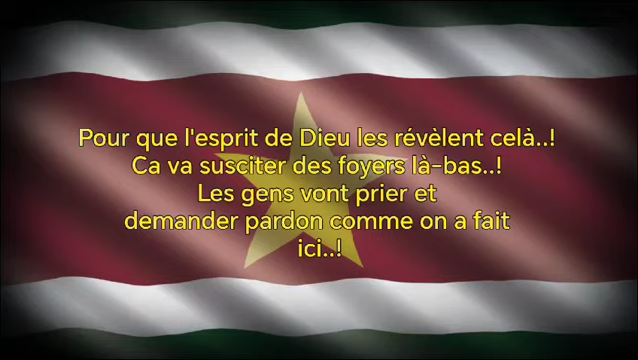 Pour que l'esprit de Dieu les révèlent celà..!
Ca va susciter des foyers là-bas..!
Les gens vont prier et
demander pardon comme on a fait
ici..!